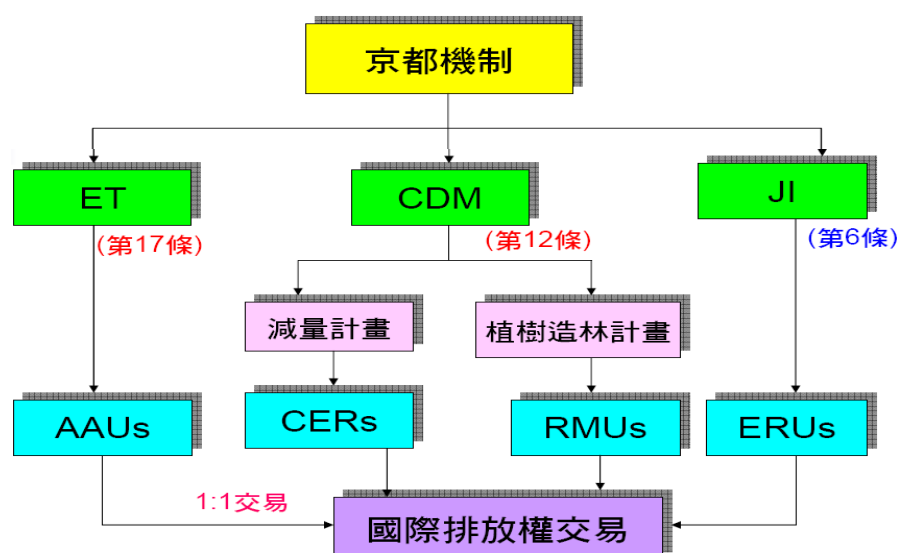 京都機制
ET
CDM
JI
(第17條)
(第12條)
(第6條)
減量計畫
植樹造林計畫
AAUs
CERs
RMUs
ERUs
1:1交易
國際排放權交易